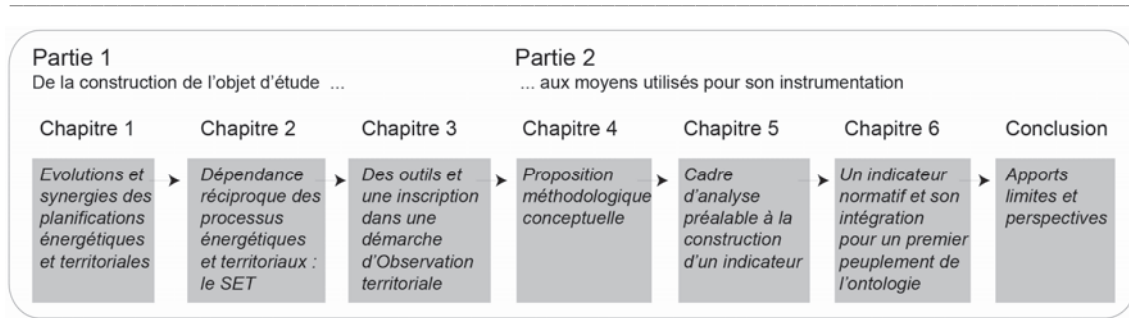 Partie 1
De la construction de l'objet d'étude ...
Partie 2
... aux moyens utilisés pour son instrumentation
Chapitre 1
Evolutions et
synergies des
planifications
énergétiques
et territoriales
Chapitre 2
Dépendance
réciproque des
processus
énergétiques
et territoriaux :
le SET
Chapitre 3
Des outils et
une inscription
dans une
démarche
d'Observation
territoriale
Chapitre 4
Proposition
méthodologique
conceptuelle
Chapitre 5
Cadre
d'analyse
préalable à la
construction
d'un indicateur
Chapitre 6
Un indicateur
normatif et son
intégration
pour un premier
peuplement de
l'ontologie
Conclusion
Apports
limites et
perspectives